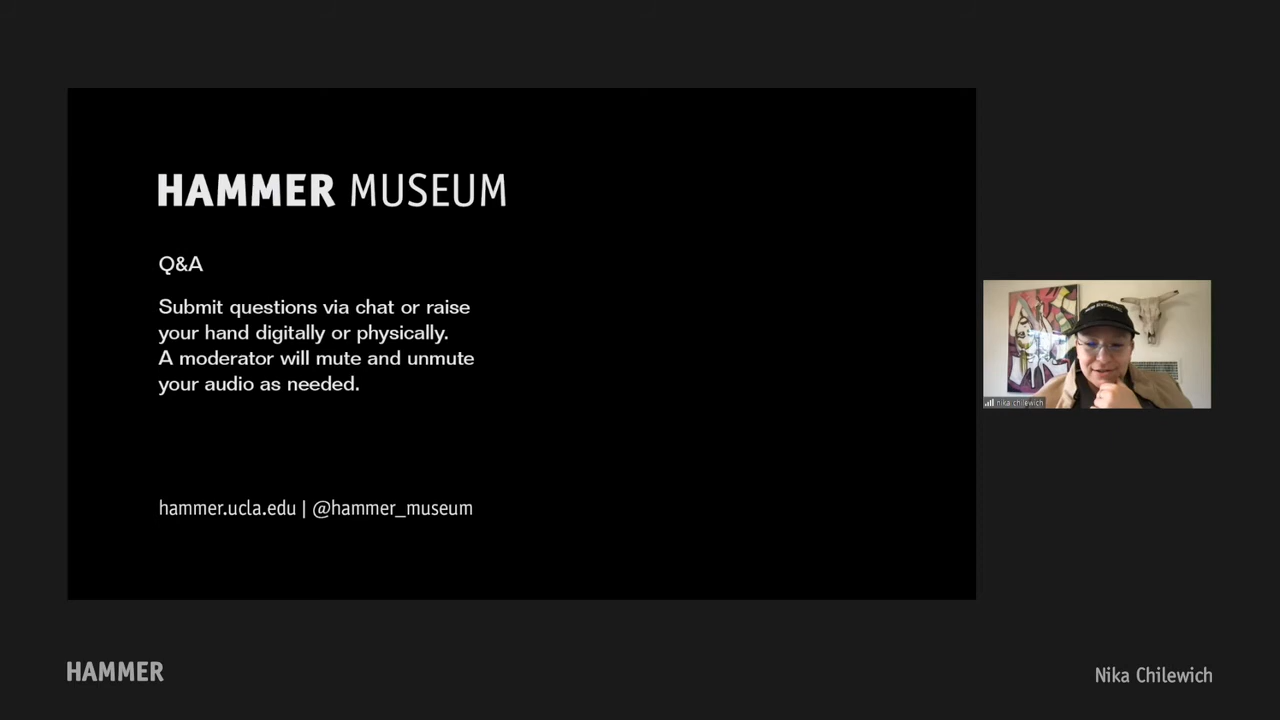 HAMMER MUSEUM
Q&A
Submit questions via chat or raise
your hand digitally or physically.
A moderator will mute and unmute
your audio as needed.
hammer.ucla.edu | @hammer_museum
nika chilewich
HAMMER
Nika Chilewich